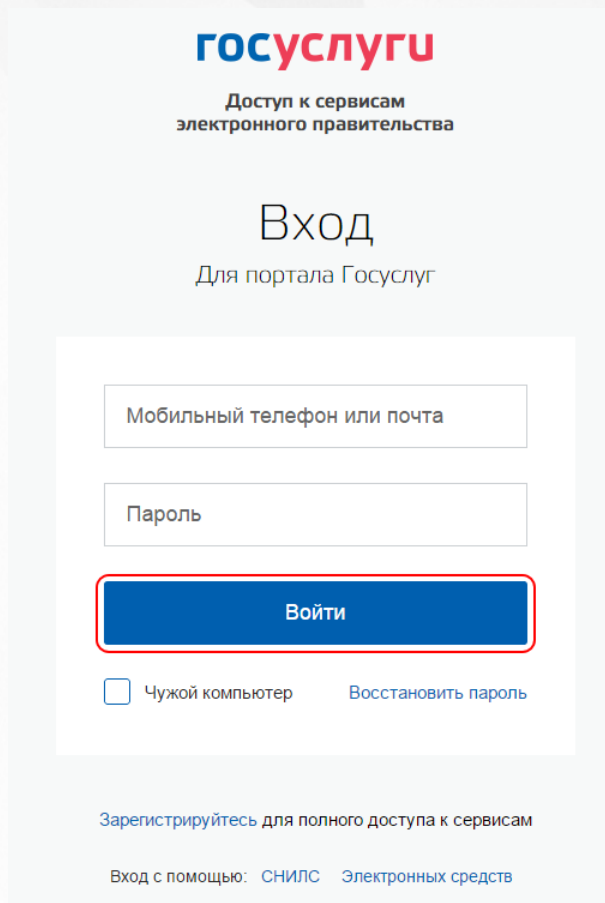 госуслуги
Доступ к сервисам
электронного правительства
Вход
Для портала Госуслуг
Мобильный телефон или почта
Пароль
Войти
Чужой компьютер Восстановить пароль
Зарегистрируйтесь для полного доступа к сервисам
Вход с помощью: СНИЛС Электронных средств